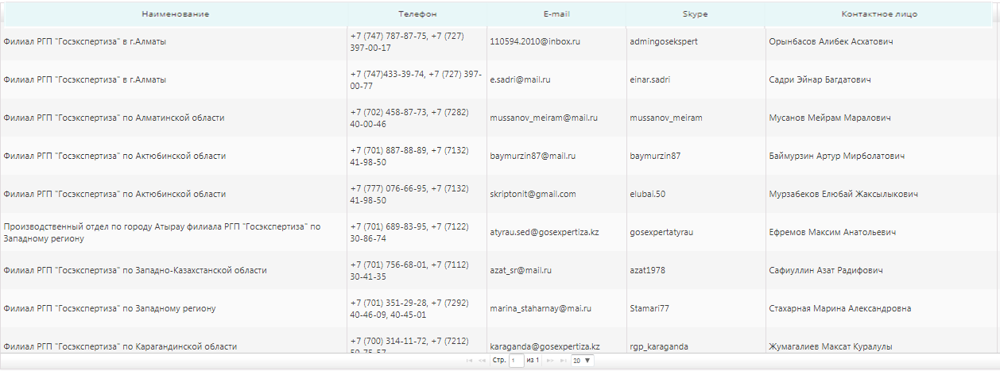 Наименование Телефон E-mail Skype Контактное лицо
Филиал РГП "Госэкспертиза" в г.Алматы +7 (747) 787-87-75, +7 (727) 110594.2010@inbox.ru admingosekspert Орынбасов Алибек Асхатович
397-00-17
Филиал РГП "Госэкспертиза" в г.Алматы +7 (747)433-39-74, +7 (727) 397- e.sadri@mail.ru einar.sadri Садри Эйнар Багдатович
00-77
Филиал РГП "Госэкспертиза" по Алматинской области +7 (702) 458-87-73, +7 (7282) mussanov_meiram@mail.ru mussanov_meiram Мусанов Мейрам Маралович
40-00-46
Филиал РГП "Госэкспертиза" по Актюбинской области +7 (701) 887-88-89, +7 (7132) baymurzin87@mail.ru baymurzin87 Баймурзин Артур Мирболатович
41-98-50
Филиал РГП "Госэкспертиза" по Актюбинской области +7 (777) 076-66-95, +7 (7132) skriptonit@gmail.com elubai.50 Мурзабеков Елюбай Жаксылыкович
41-98-50
Производственный отдел по городу Атырау филиала РГП "Госэкспертиза" по +7 (701) 689-83-95, +7 (7122) atyrau.sed@gosexpertiza.kz gosexpertatyrau Ефремов Максим Анатольевич
Западному региону 30-86-74
Филиал РГП "Госэкспертиза" по Западно-Казахстанской области +7 (701) 756-68-01, +7 (7112) azat_sr@mail.ru azat1978 Сафиуллин Азат Радифович
30-41-35
Филиал РГП "Госэкспертиза" по Западному региону +7 (701) 351-29-28, +7 (7292) marina_staharnay@mai.ru Stamari77 Стахарная Марина Александровна
40-46-09, 40-45-01
Филиал РГП "Госэкспертиза" по Карагандинской области +7 (700) 314-11-72, +7 (7212) karaganda@gosexpertiza.kz rgp_karaganda Жумагалиев Максат Куралулы
Стр. 1 из 1 20